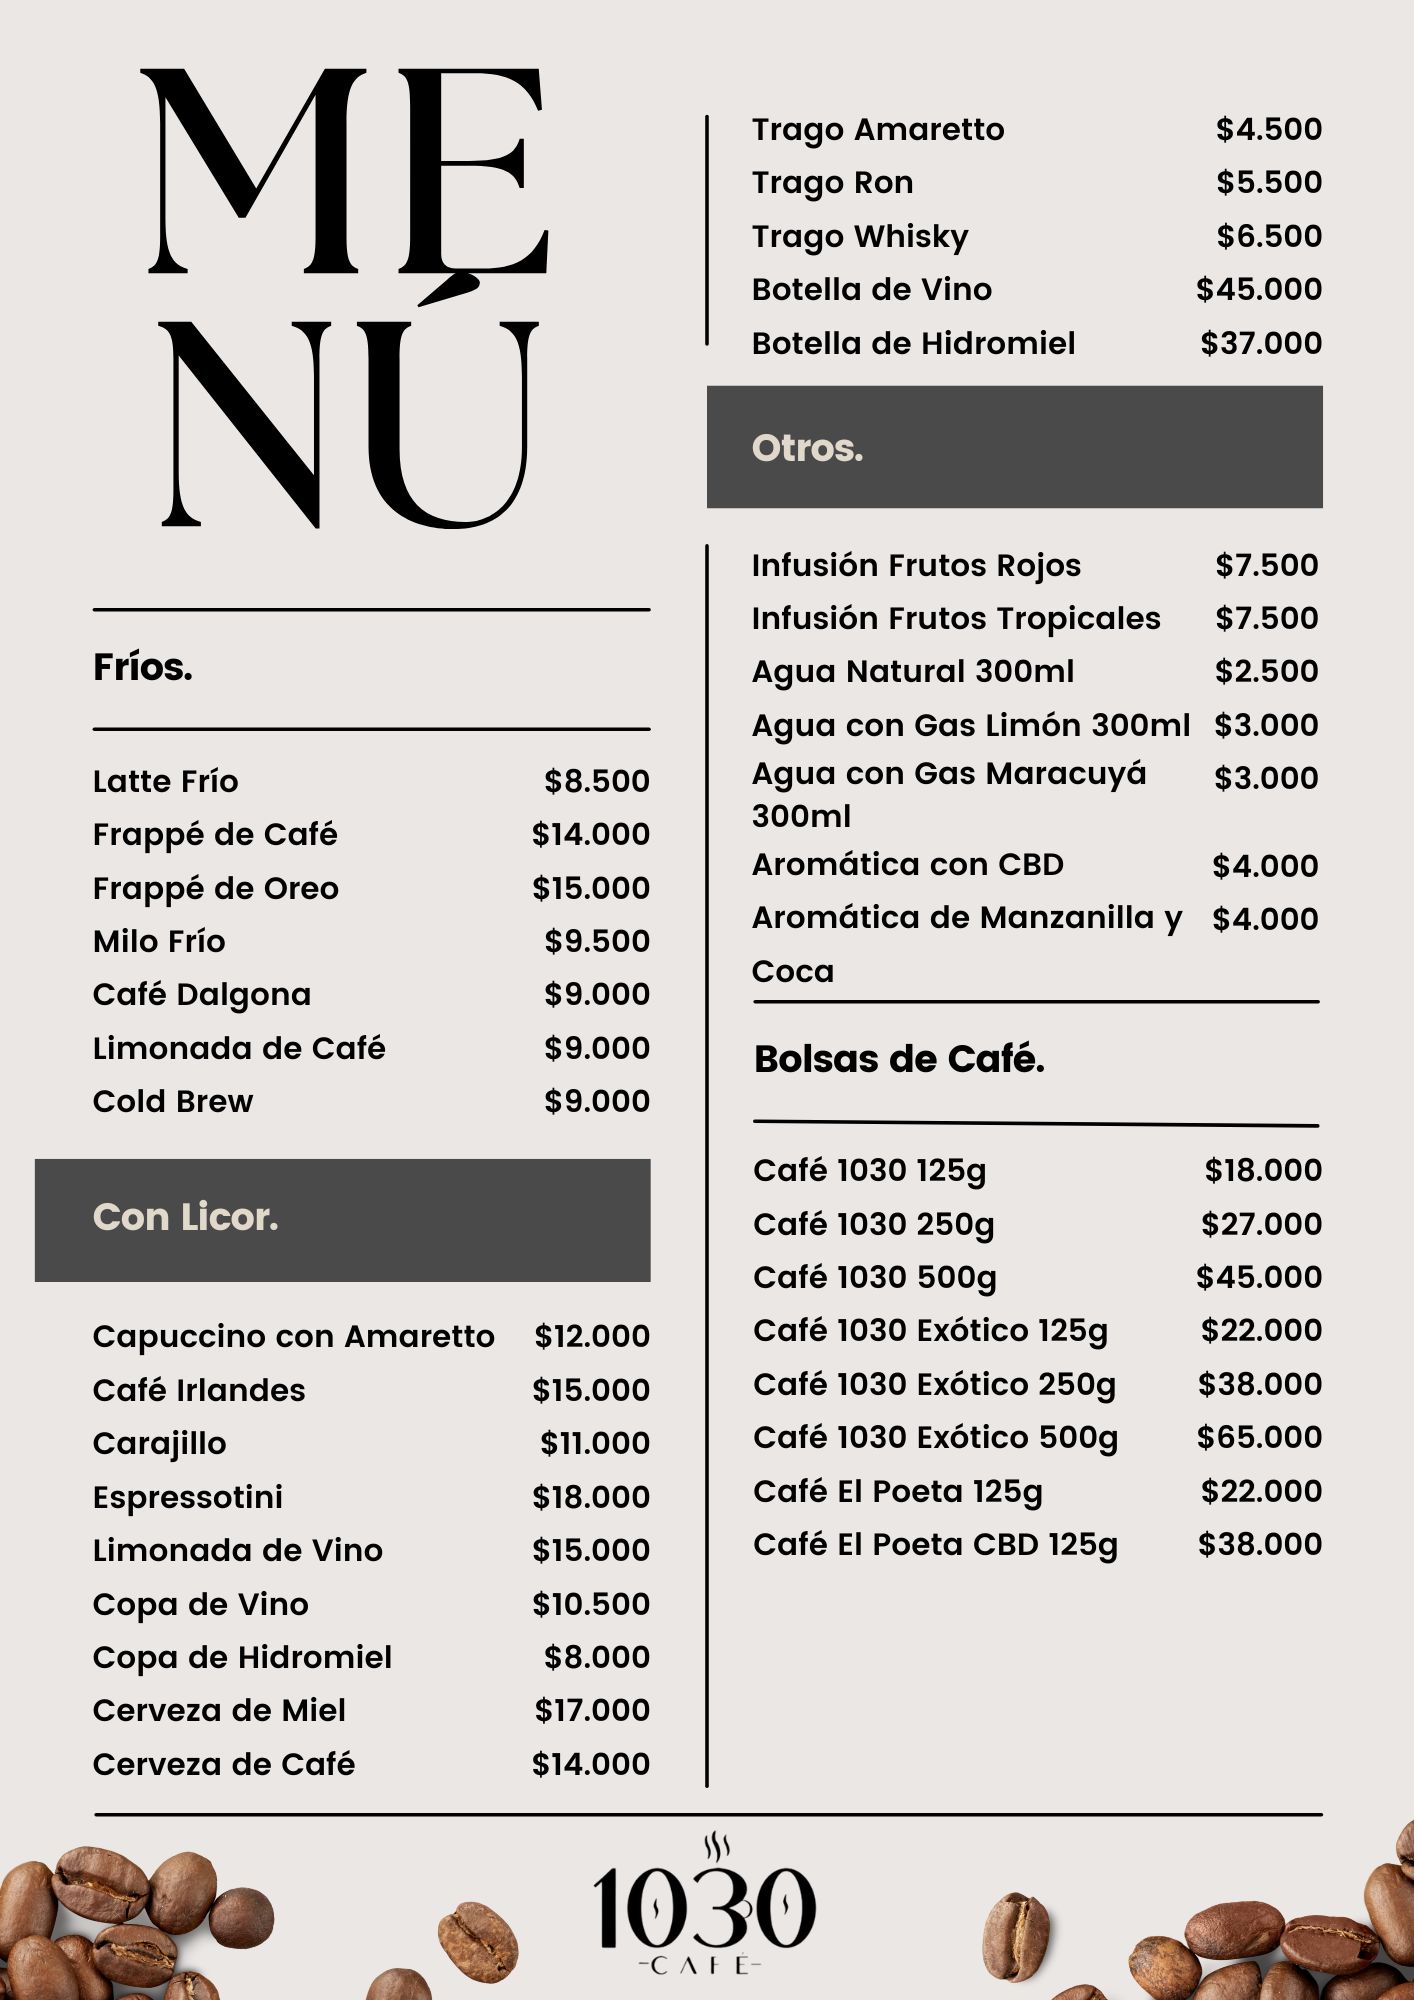 ME
NÚ
Fríos.
Latte Frío $8.500
Frappé de Café $14.000
Frappé de Oreo $15.000
Milo Frío $9.500
Café Dalgona $9.000
Limonada de Café $9.000
Cold Brew $9.000
Con Licor.
Capuccino con Amaretto $12.000
Café Irlandes $15.000
Carajillo $11.000
Espressotini $18.000
Limonada de Vino $15.000
Copa de Vino $10.500
Copa de Hidromiel $8.000
Cerveza de Miel $17.000
Cerveza de Café $14.000
Trago Amaretto $4.500
Trago Ron $5.500
Trago Whisky $6.500
Botella de Vino $45.000
Botella de Hidromiel $37.000
Otros.
Infusión Frutos Rojos $7.500
Infusión Frutos Tropicales $7.500
Agua Natural 300ml $2.500
Agua con Gas Limón 300ml $3.000
Agua con Gas Maracuyá $3.000
300ml
Aromática con CBD $4.000
Aromática de Manzanilla y $4.000
Coca
Bolsas de Café.
Café 1030 125g $18.000
Café 1030 250g $27.000
Café 1030 500g $45.000
Café 1030 Exótico 125g $22.000
Café 1030 Exótico 250g $38.000
Café 1030 Exótico 500g $65.000
Café El Poeta 125g $22.000
Café El Poeta CBD 125g $38.000
1030
-CAFÉ-